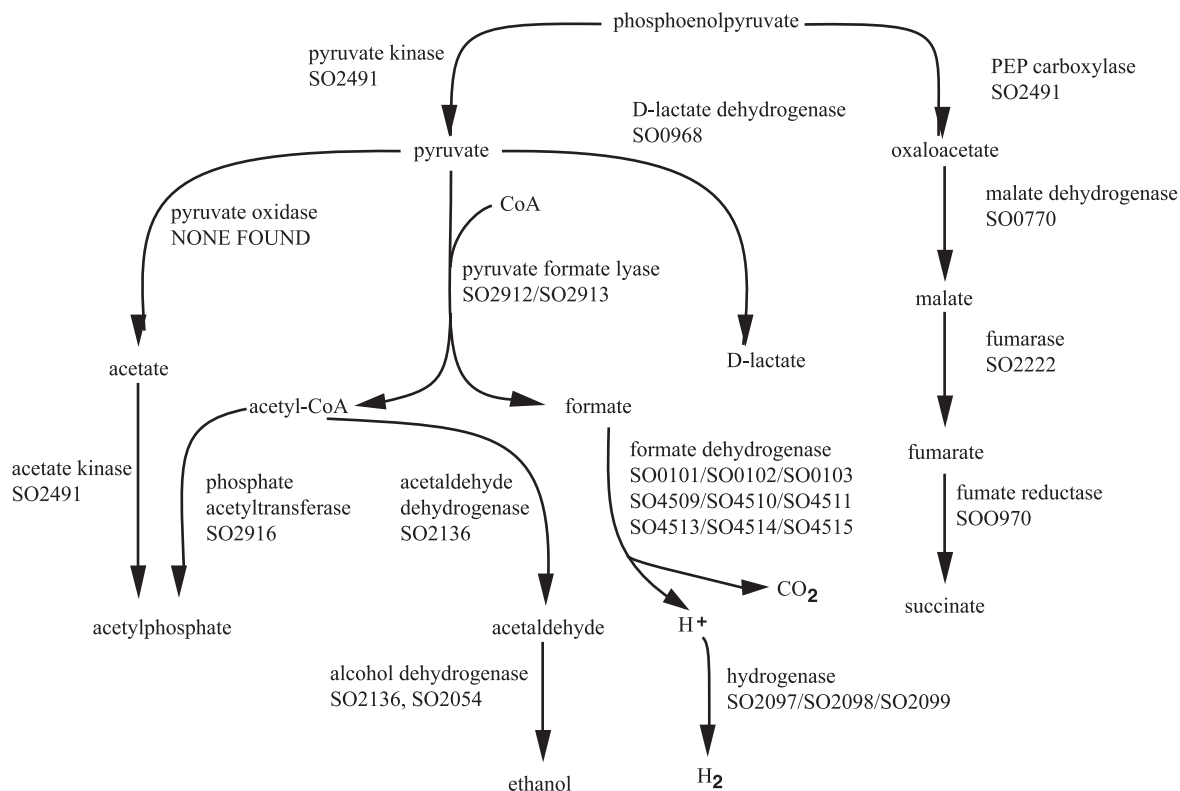 phosphoenolpyruvate
pyruvate kinase
SO2491
PEP carboxylase
SO2491
D-lactate dehydrogenase
SO0968
pyruvate
oxaloacetate
pyruvate oxidase
NONE FOUND
CoA
malate dehydrogenase
SO0770
pyruvate formate lyase
SO2912/SO2913
malate
acetate
D-lactate
fumarase
SO2222
acetyl-CoA
formate
fumarate
acetate kinase
SO2491
phosphate
acetyltransferase
SO2916
acetaldehyde
dehydrogenase
SO2136
formate dehydrogenase
SO0101/SO0102/SO0103
SO4509/SO4510/SO4511
SO4513/SO4514/SO4515
fumate reductase
SOO970
CO2
succinate
acetylphosphate
acetaldehyde
H+
alcohol dehydrogenase
SO2136, SO2054
hydrogenase
SO2097/SO2098/SO2099
ethanol
H2